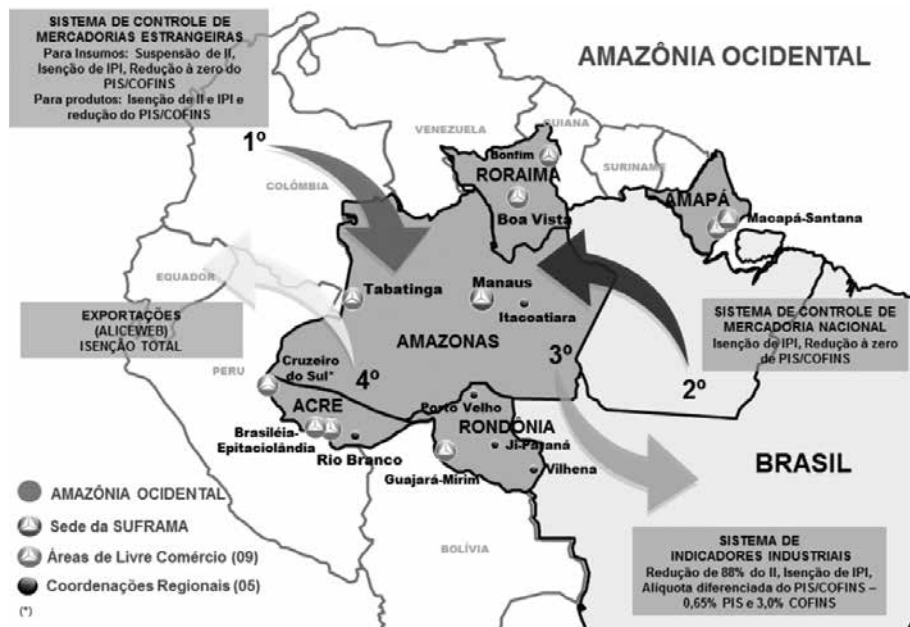 SISTEMA DE CONTROLE DE
MERCADORIAS ESTRANGEIRAS
Para Insumos: Suspensão de II,
Isenção de IPI, Redução à zero do
PIS/COFINS
Para produtos: Isenção de II e IPI e
redução do PIS/COFINS
AMAZÔNIA OCIDENTAL
1º
VENEZUELA
GUIANA
SURINAME
COLÔMBIA
Bonfim
RORAIMA
Boa Vista
AMAPÁ
Macapá-Santana
EQUADOR
Tabatinga
Manaus
Itacoatiara
EXPORTAÇÕES
(ALICEWEB)
ISENÇÃO TOTAL
SISTEMA DE CONTROLE DE
MERCADORIA NACIONAL
Isenção de IPI, Redução à zero
de PIS/COFINS
AMAZONAS
PERU
Cruzeiro
do Sul*
4º
3º
2º
ACRE
Porto Velho
RONDÔNIA
Brasiléia-
Epitaciolândia
Rio Branco
Ji-Paraná
Vilhena
Guajará-Mirim
BRASIL
BOLÍVIA
AMAZÔNIA OCIDENTAL
Sede da SUFRAMA
Áreas de Livre Comércio (09)
Coordenações Regionais (05)
(*)
SISTEMA DE
INDICADORES INDUSTRIAIS
Redução de 88% do II, Isenção de IPI,
Alíquota diferenciada do PIS/COFINS –
0,65% PIS e 3,0% COFINS